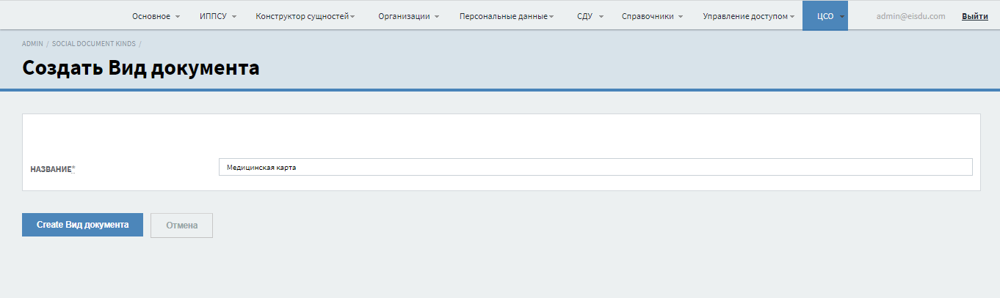 Основное ИППСУ Конструктор сущностей Организации Персональные данные СДУ Справочники Управление доступом ЦСО admin@eisdu.com Выйти
ADMIN / SOCIAL DOCUMENT KINDS /
Создать Вид документа
НАЗВАНИЕ* Медицинская карта
Create Вид документа Отмена